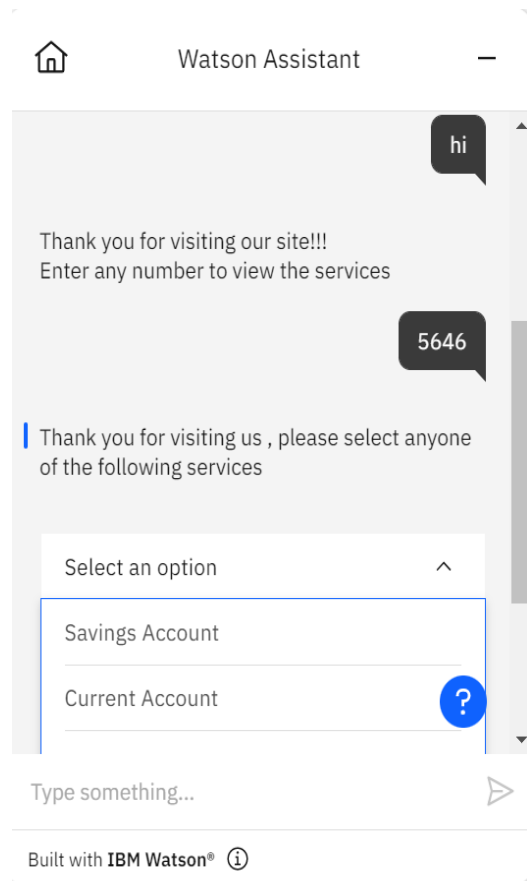 Watson Assistant
hi
Thank you for visiting our site!!!
Enter any number to view the services
5646
Thank you for visiting us , please select anyone
of the following services
Select an option
Savings Account
Current Account
?
Type something...
Built with IBM Watson®